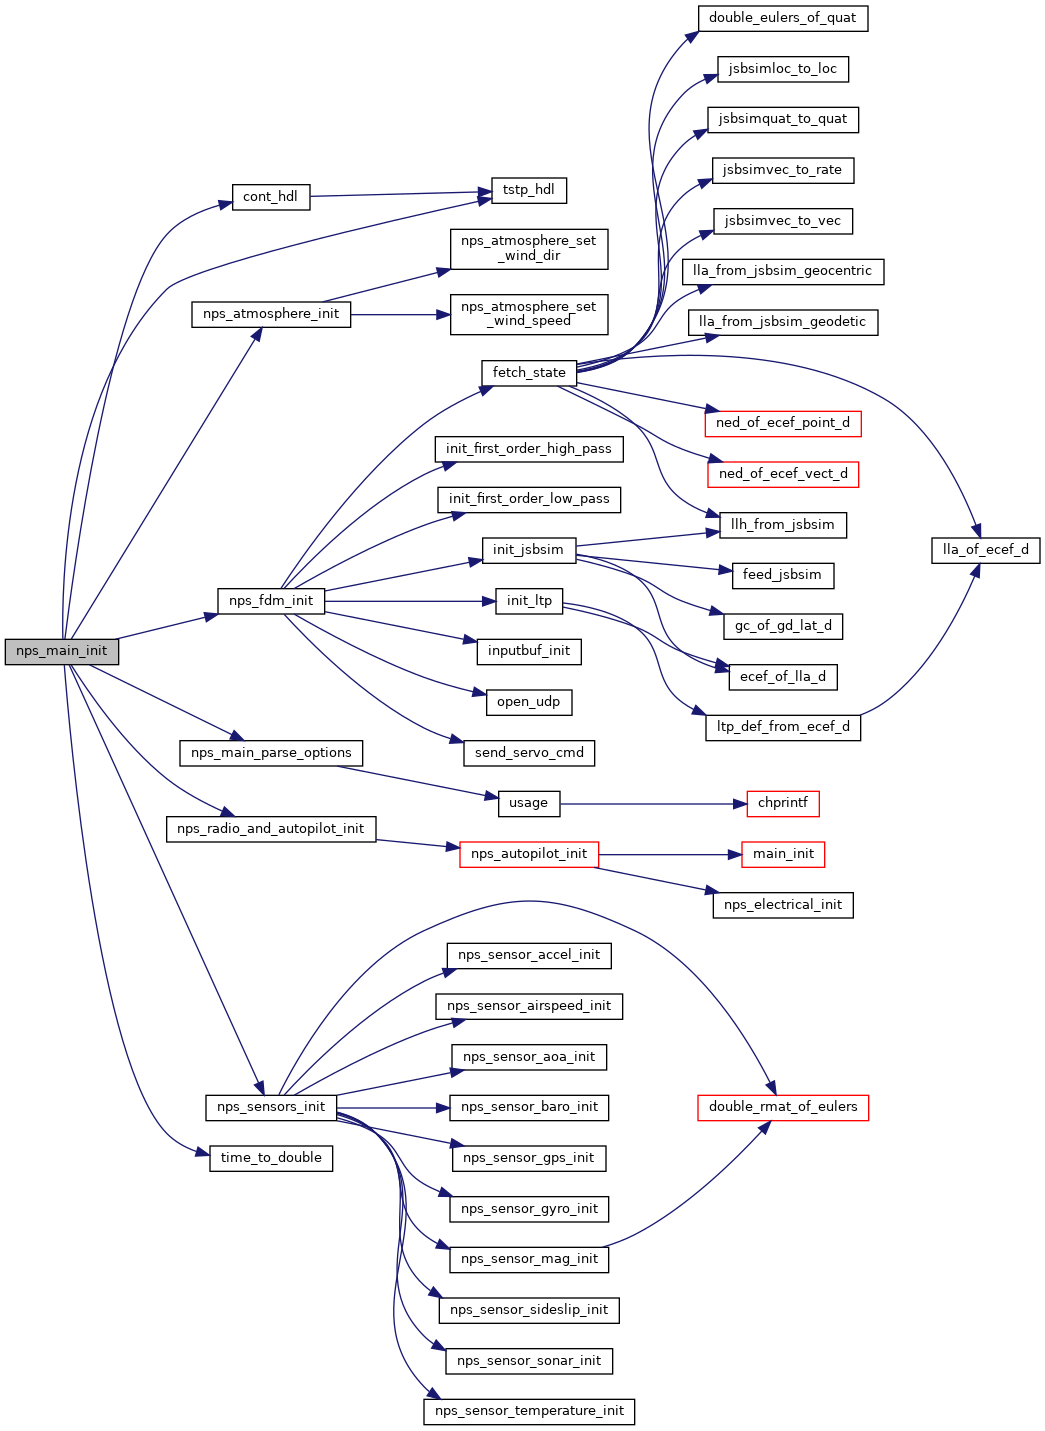 double_eulers_of_quat
jsbsimloc_to_loc
jsbsimquat_to_quat
jsbsimvec_to_rate
cont_hdl
tstp_hdl
jsbsimvec_to_vec
nps_atmosphere_set
_wind_dir
lla_from_jsbsim_geocentric
nps_atmosphere_init
nps_atmosphere_set
_wind_speed
lla_from_jsbsim_geodetic
fetch_state
ned_of_ecef_point_d
init_first_order_high_pass
ned_of_ecef_vect_d
init_first_order_low_pass
llh_from_jsbsim
init_jsbsim
lla_of_ecef_d
feed_jsbsim
nps_fdm_init
init_ltp
gc_of_gd_lat_d
nps_main_init
inputbuf_init
ecef_of_lla_d
open_udp
ltp_def_from_ecef_d
nps_main_parse_options
send_servo_cmd
usage
chprintf
nps_radio_and_autopilot_init
nps_autopilot_init
main_init
nps_electrical_init
nps_sensor_accel_init
nps_sensor_airspeed_init
nps_sensor_aoa_init
nps_sensors_init
nps_sensor_baro_init
double_rmat_of_eulers
time_to_double
nps_sensor_gps_init
nps_sensor_gyro_init
nps_sensor_mag_init
nps_sensor_sideslip_init
nps_sensor_sonar_init
nps_sensor_temperature_init